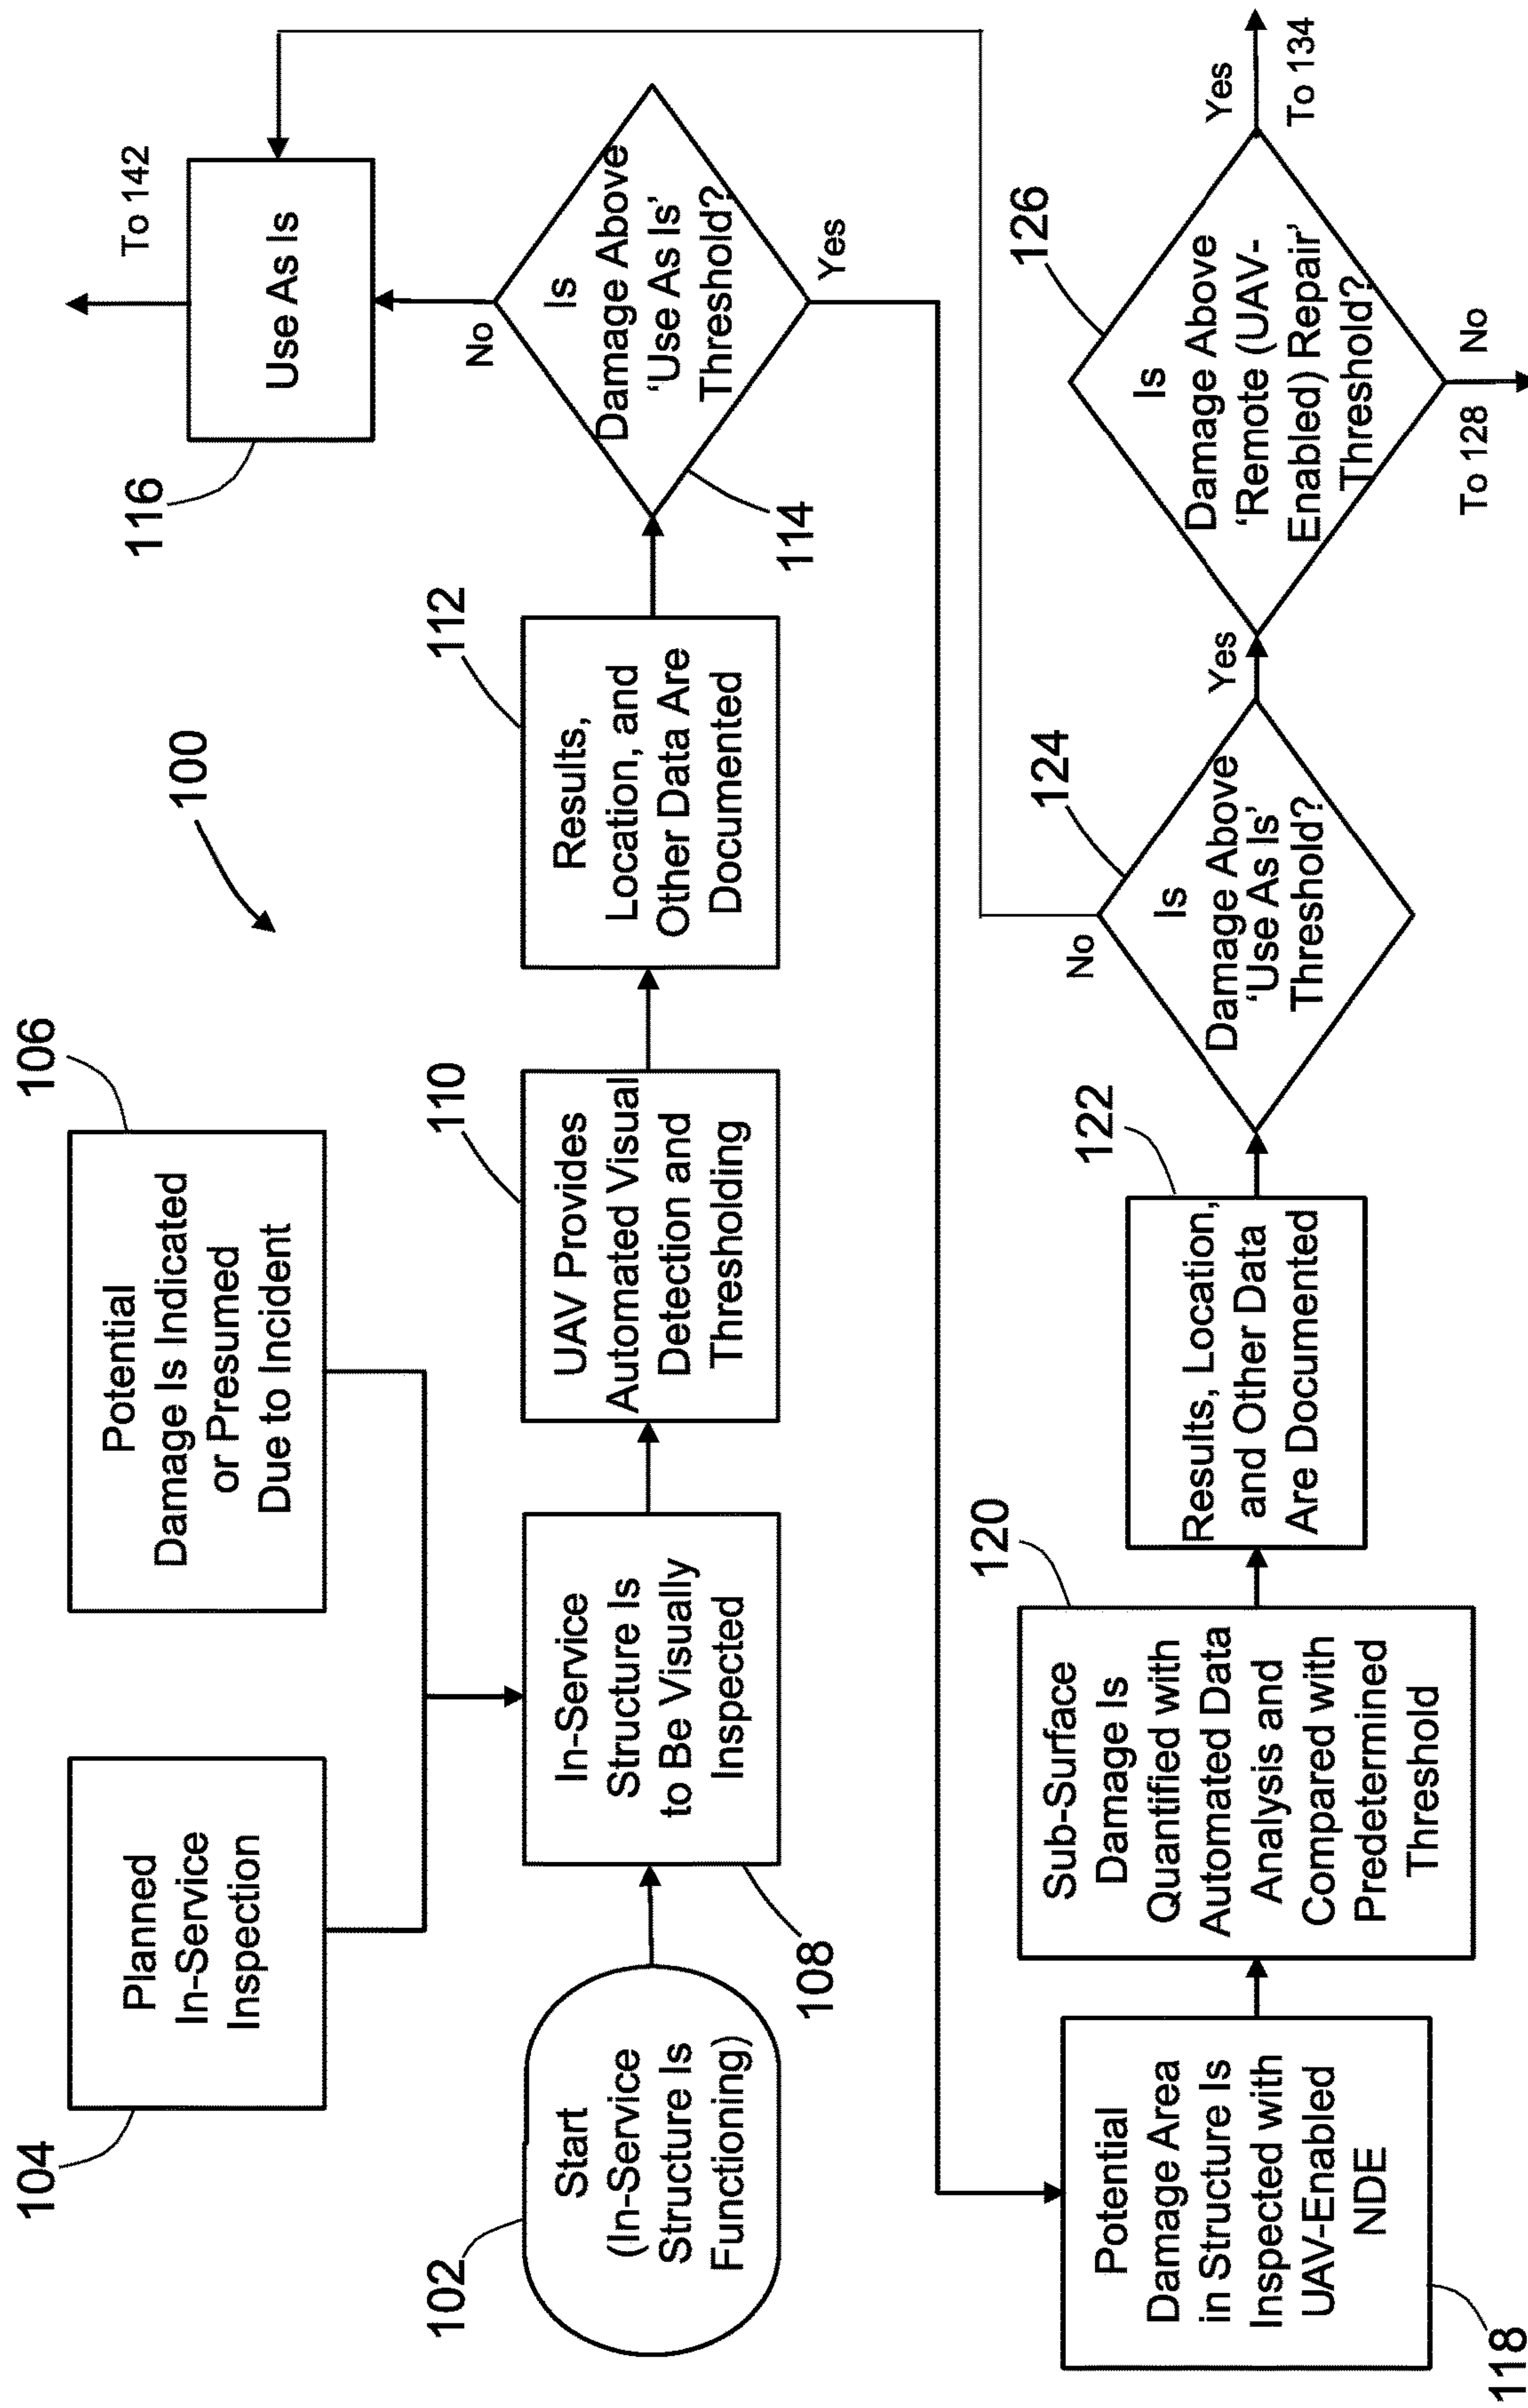 100
104
Planned
In-Service
Inspection
106
Potential
Damage Is Indicated
or Presumed
Due to Incident
To 142
116
Use As Is
102
Start
(In-Service
Structure Is
Functioning)
108
In-Service
Structure Is
to Be Visually
Inspected
110
UAV Provides
Automated Visual
Detection and
Thresholding
112
Results,
Location, and
Other Data Are
Documented
No
Is
Damage Above
‘Use As Is’
Threshold?
114
Yes
118
Potential
Damage Area
in Structure Is
Inspected with
UAV-Enabled
NDE
120
Sub-Surface
Damage Is
Quantified with
Automated Data
Analysis and
Compared with
Predetermined
Threshold
122
Results, Location,
and Other Data
Are Documented
124
No
Is
Damage Above
‘Use As Is’
Threshold?
Yes
126
Is
Damage Above
‘Remote (UAV-
Enabled) Repair’
Threshold?
Yes
To 134
No
To 128